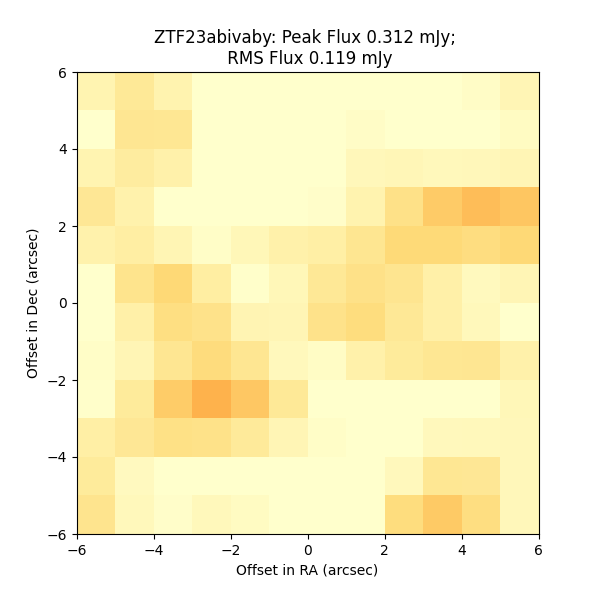 ZTF23abivaby: Peak Flux 0.312 mJy;
RMS Flux 0.119 mJy
6
4
2
0
−2
−4
−6
Offset in Dec (arcsec)
−6 −4 −2 0 2 4 6
Offset in RA (arcsec)